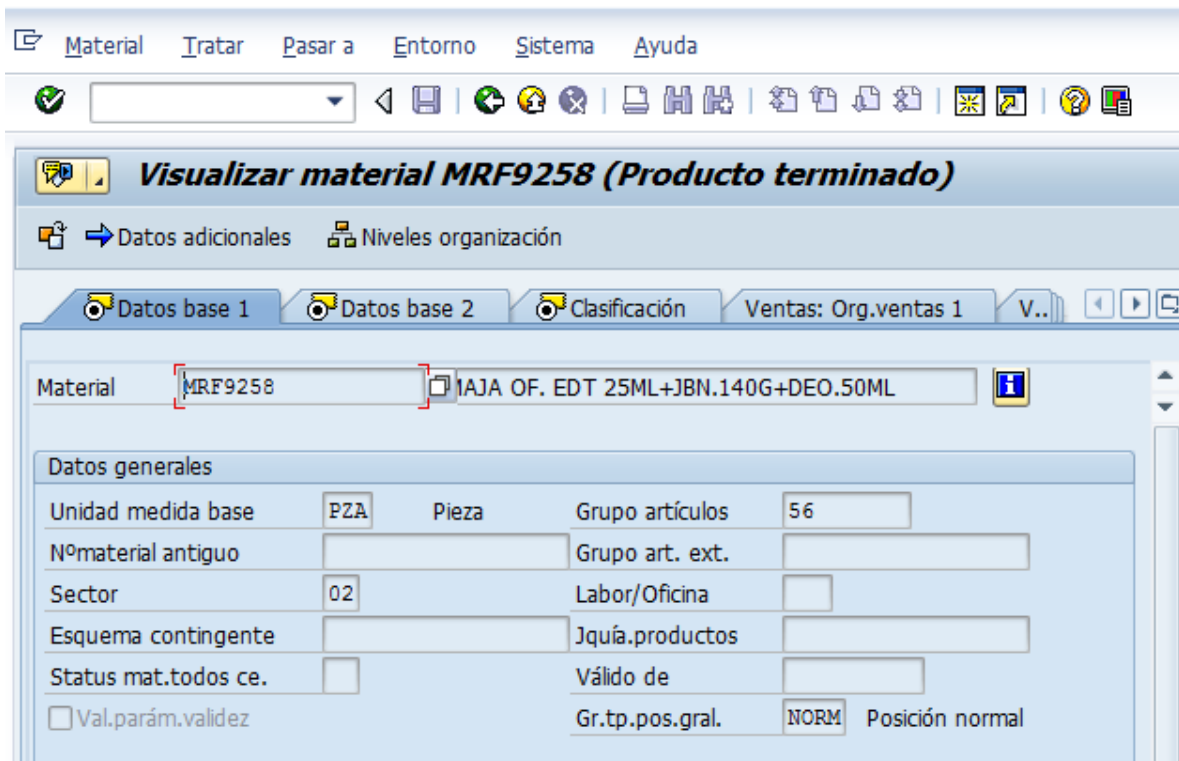 Material Tratar Pasar a Entorno Sistema Ayuda
Visualizar material MRF9258 (Producto terminado)
Datos adicionales Niveles organización
Datos base 1 Datos base 2 Clasificación Ventas: Org.ventas 1 V..
Material MRF9258 MAJA OF. EDT 25ML+JBN.140G+DEO.50ML
Datos generales
Unidad medida base PZA Pieza Grupo artículos 56
Nºmaterial antiguo Grupo art. ext.
Sector 02 Labor/Oficina
Esquema contingente Jquía.productos
Status mat.todos ce. Válido de
Val.parám.validez Gr.tp.pos.gral. NORM Posición normal